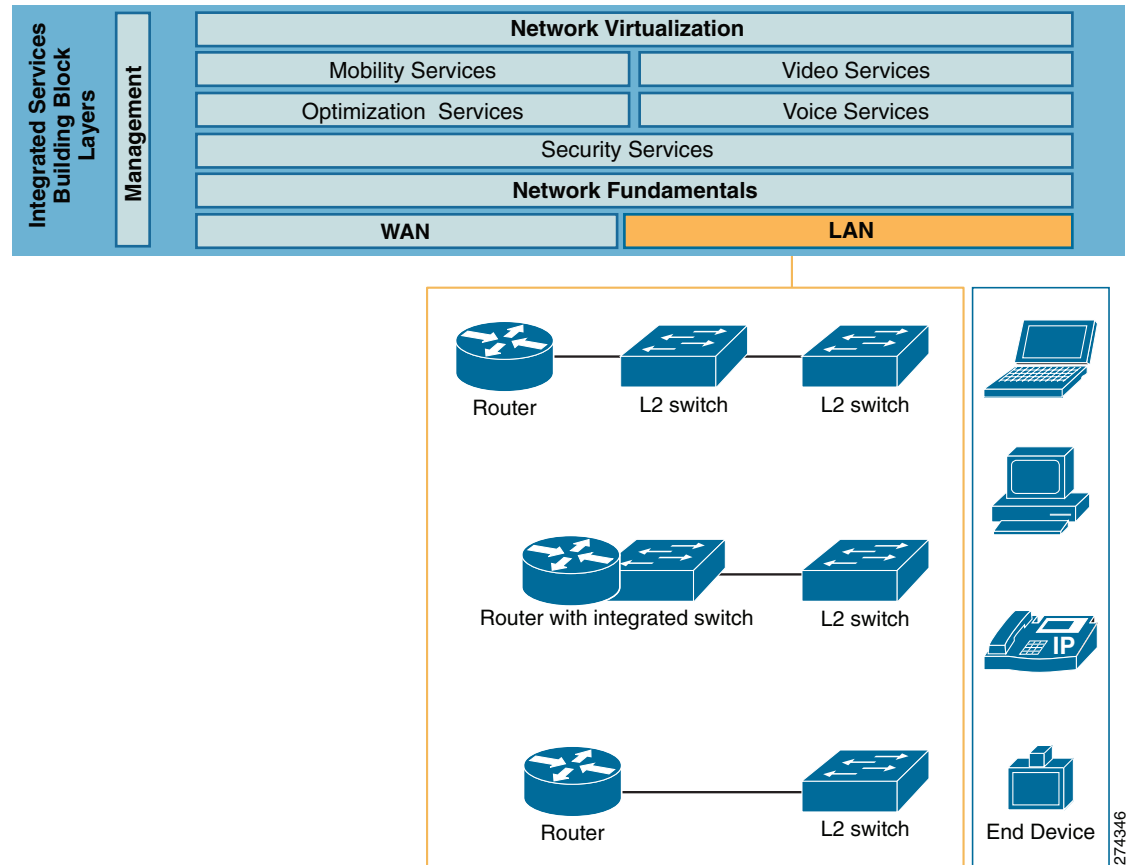 Integrated Services
Building Block
Layers
Management
Network Virtualization
Mobility Services
Video Services
Optimization Services
Voice Services
Security Services
Network Fundamentals
WAN
LAN
Router
L2 switch
L2 switch
Router with integrated switch
L2 switch
IP
Router
L2 switch
End Device
274346